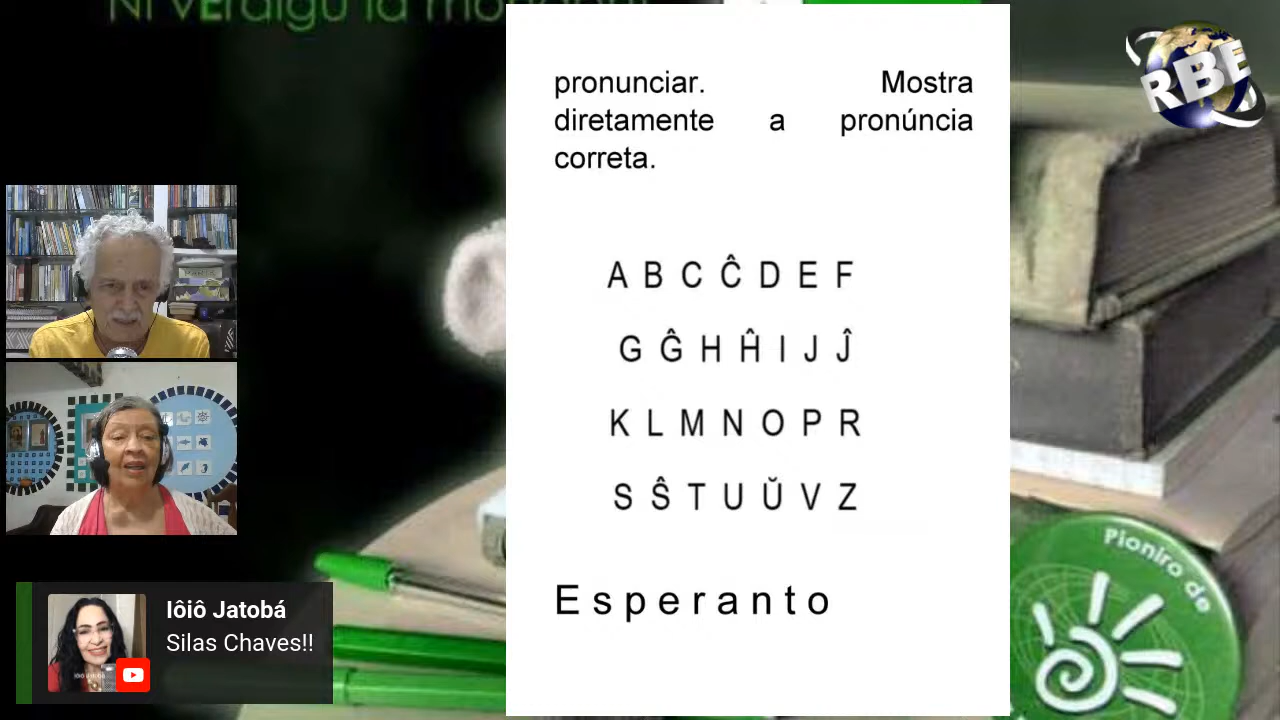 pronunciar. Mostra
diretamente a pronúncia
correta.
A B C Ĉ D E F
G Ĝ H Ĥ I J Ĵ
K L M N O P R
S Ŝ T U Ŭ V Z
Esperanto
RBE
Iôiô Jatobá
Silas Chaves!!
Pioniro de